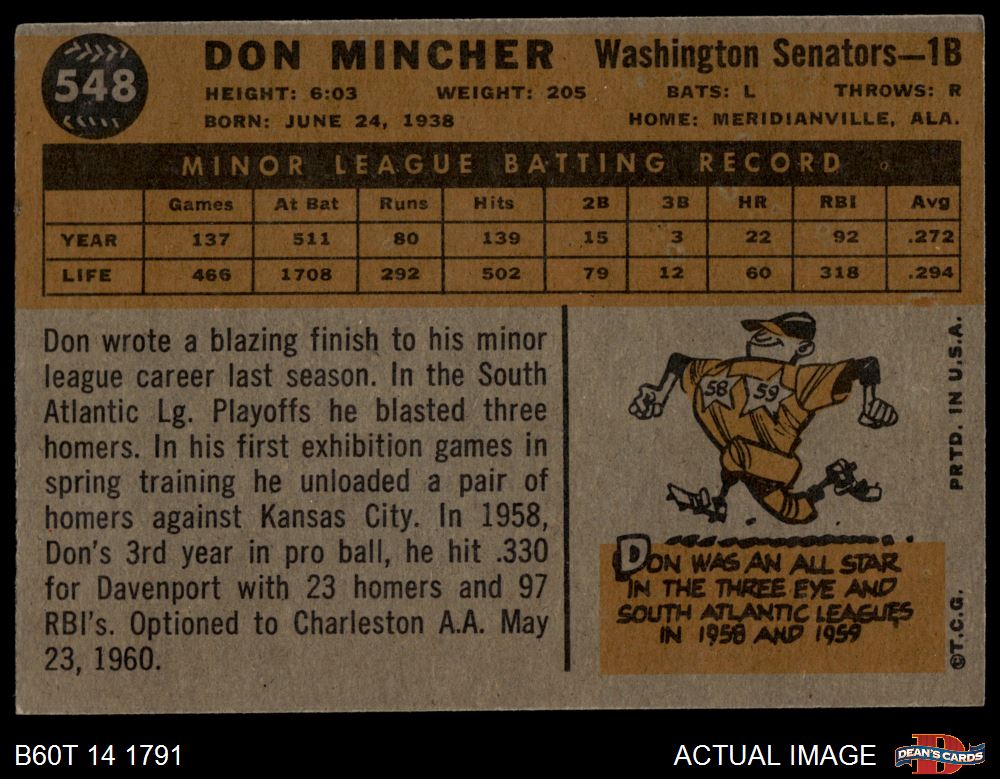 548
DON MINCHER Washington Senators—1B
HEIGHT: 6:03 WEIGHT: 205 BATS: L THROWS: R
BORN: JUNE 24, 1938 HOME: MERIDIANVILLE, ALA.
MINOR LEAGUE BATTING RECORD
Games At Bat Runs Hits 2B 3B HR RBI Avg
YEAR 137 511 80 139 15 3 22 92 .272
LIFE 466 1708 292 502 79 12 60 318 .294
Don wrote a blazing finish to his minor
league career last season. In the South
Atlantic Lg. Playoffs he blasted three
homers. In his first exhibition games in
spring training he unloaded a pair of
homers against Kansas City. In 1958,
Don's 3rd year in pro ball, he hit .330
for Davenport with 23 homers and 97
RBI's. Optioned to Charleston A.A. May
23, 1960.
58 59
DON WAS AN ALL STAR
IN THE THREE EYE AND
SOUTH ATLANTIC LEAGUES
IN 1958 AND 1959
©T.C.G. PRTD. IN U.S.A.
B60T 14 1791 ACTUAL IMAGE
DEAN'S CARDS